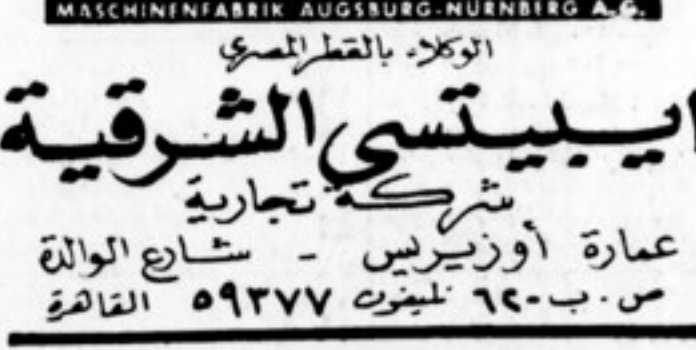 MASCHINENFABRIK AUGSBURG-NÜRNBERG A.G.
الوكلاء بالقطر المصري
ايبيتسي الشرقية
شركة تجارية
عمارة أوزيريس - شارع الوالدة
ص.ب ٦٢٠ تليفون ٥٩٣٧٧ القاهرة